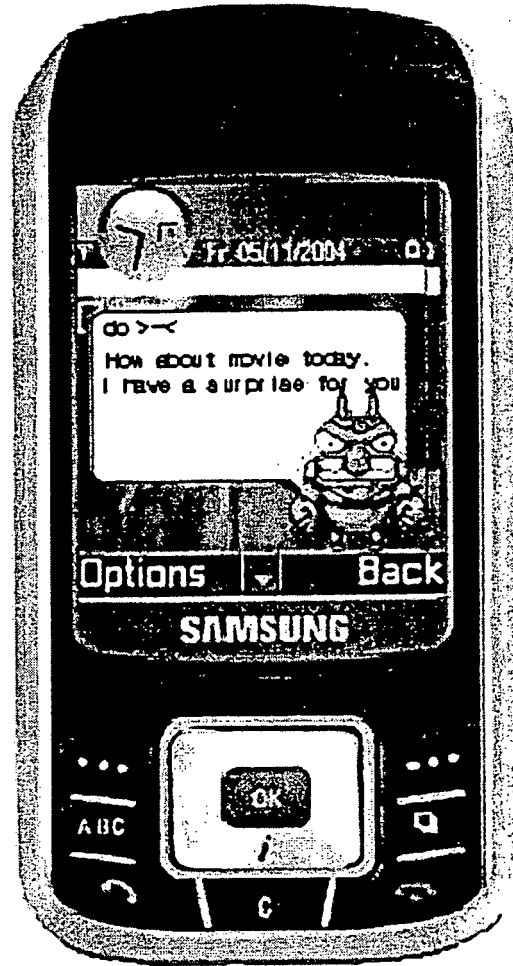 Fr 05/11/2004
do >-<
How about movie today.
I have a surprise for you
Options Back
SAMSUNG
OK
ABC
i
C